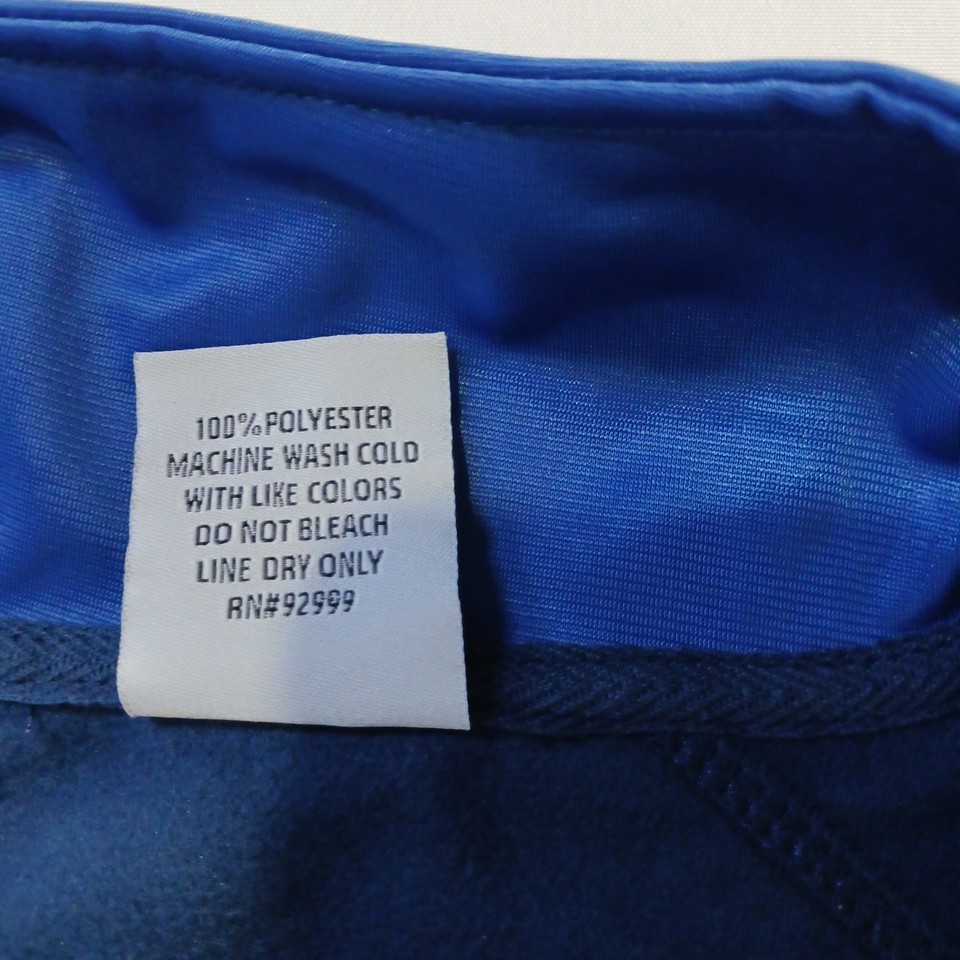 100% POLYESTER
MACHINE WASH COLD
WITH LIKE COLORS
DO NOT BLEACH
LINE DRY ONLY
RN#92999